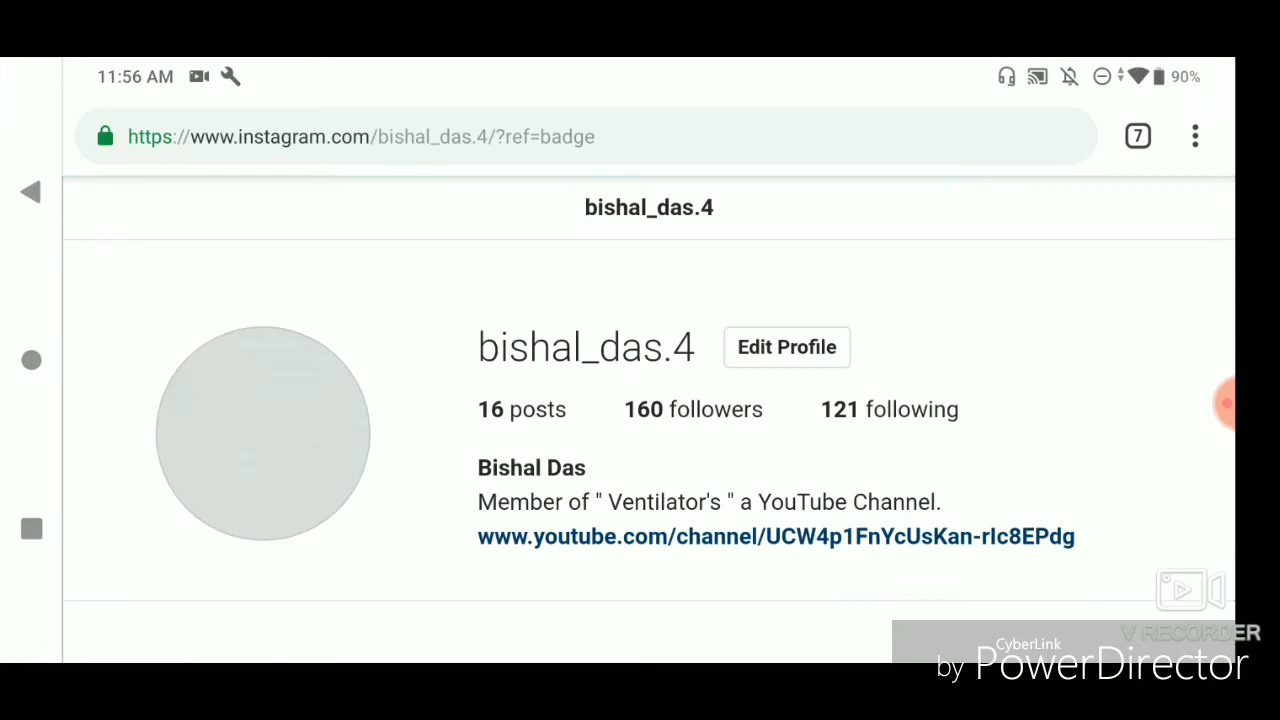 11:56 AM
90%
https://www.instagram.com/bishal_das.4/?ref=badge
7
bishal_das.4
bishal_das.4 Edit Profile
16 posts 160 followers 121 following
Bishal Das
Member of " Ventilator's " a YouTube Channel.
www.youtube.com/channel/UCW4p1FnYcUsKan-rIc8EPdg
V RECORDER
CyberLink
by PowerDirector